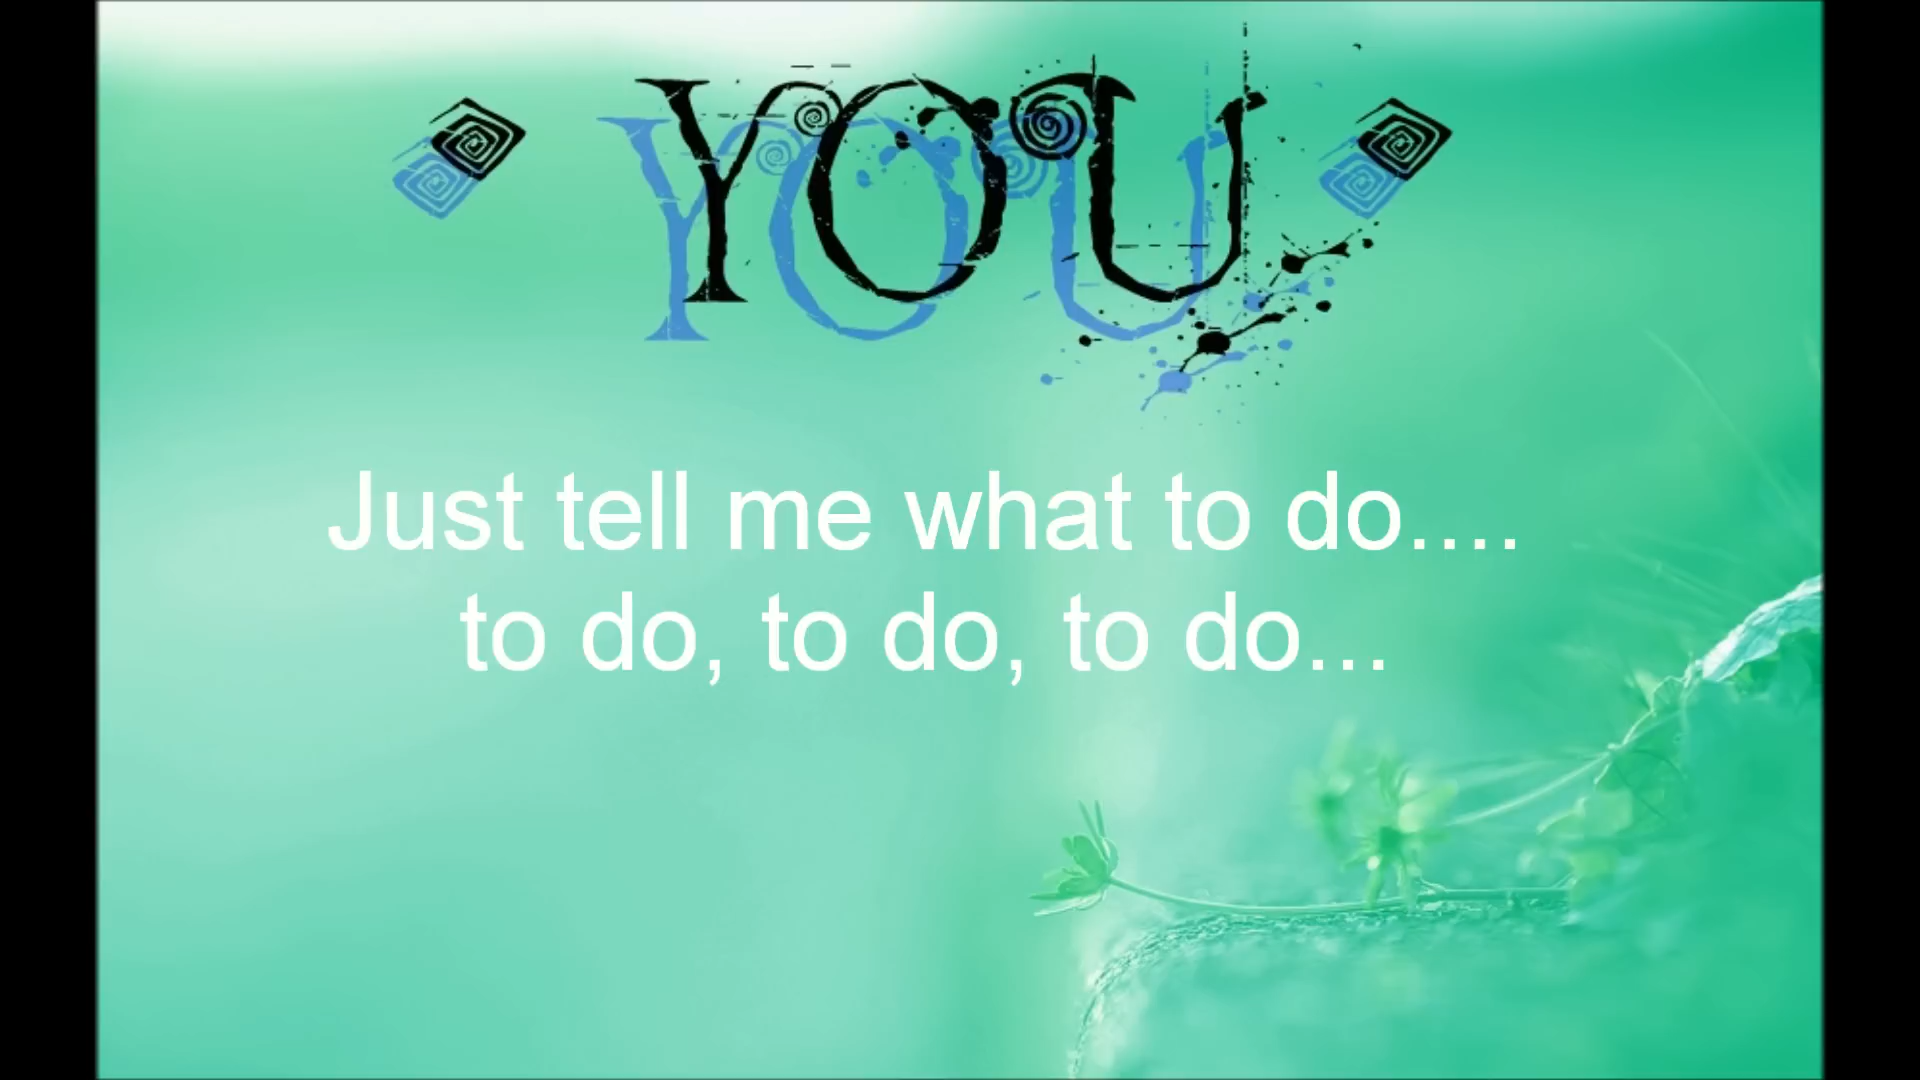 YOU
Just tell me what to do....
to do, to do, to do...